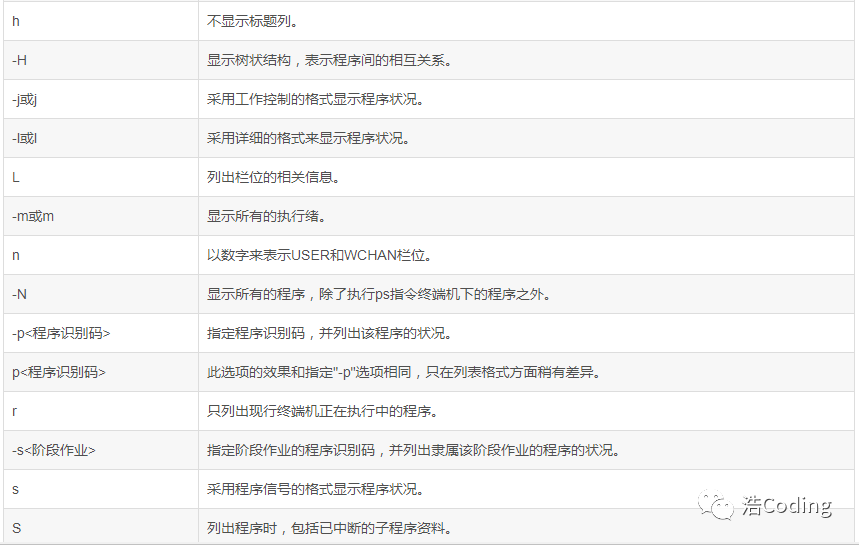 h 不显示标题列。
-H 显示树状结构，表示程序间的相互关系。
-j或j 采用工作控制的格式显示程序状况。
-l或l 采用详细的格式来显示程序状况。
L 列出栏位的相关信息。
-m或m 显示所有的执行绪。
n 以数字来表示USER和WCHAN栏位。
-N 显示所有的程序，除了执行ps指令终端机下的程序之外。
-p<程序识别码> 指定程序识别码，并列出该程序的状况。
p<程序识别码> 此选项的效果和指定"-p"选项相同，只在列表格式方面稍有差异。
r 只列出现行终端机正在执行中的程序。
-s<阶段作业> 指定阶段作业的程序识别码，并列出隶属该阶段作业的程序的状况。
s 采用程序信号的格式显示程序状况。
S 列出程序时，包括已中断的子程序资料。
浩Coding